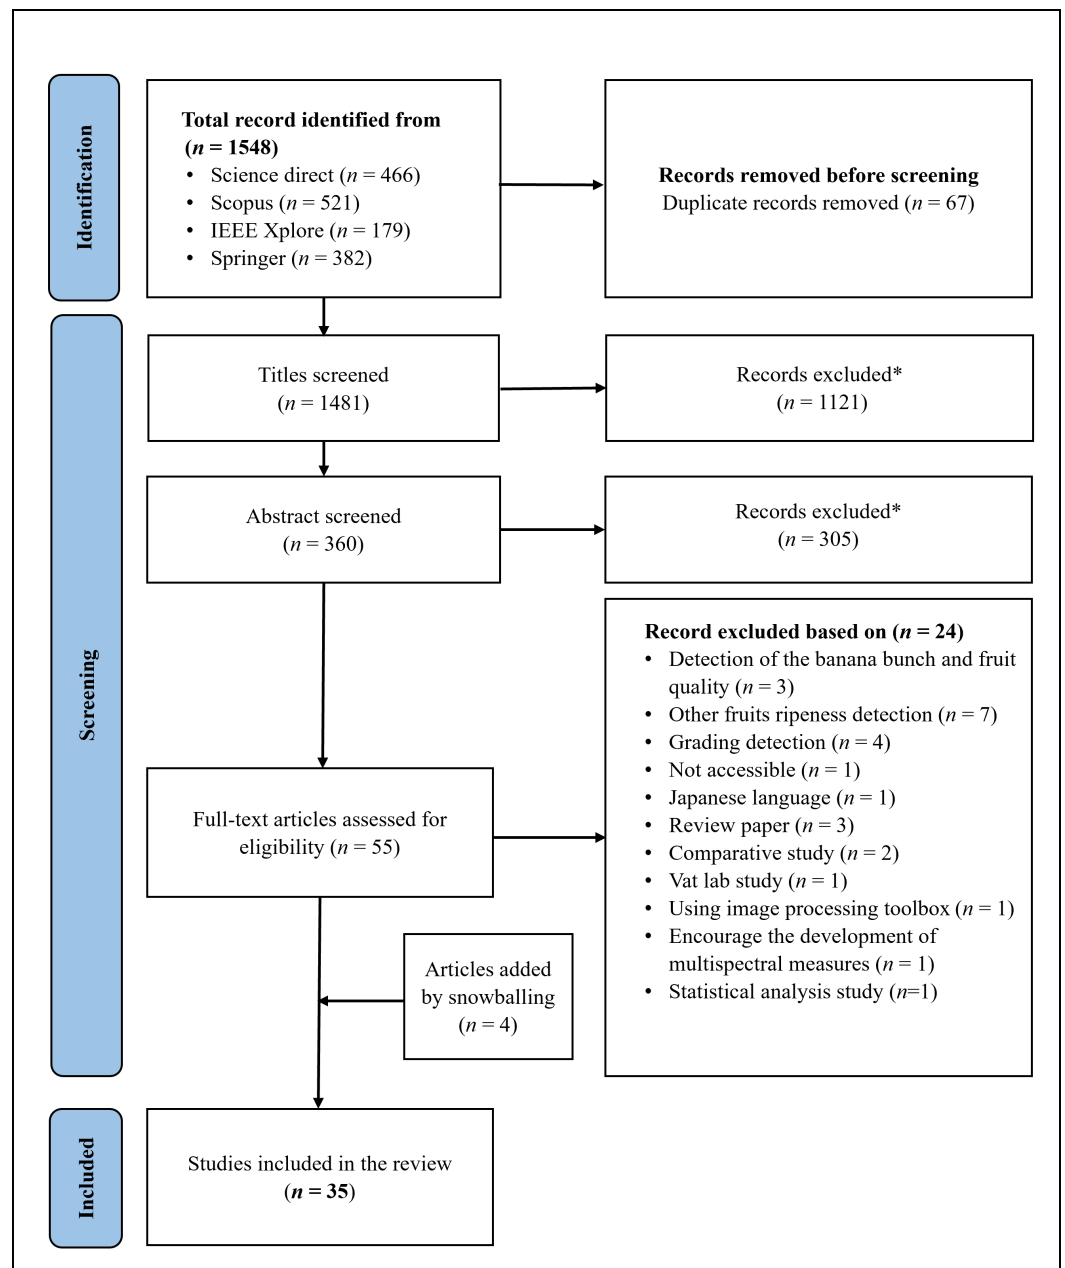 Identification
Total record identified from
(n = 1548)
• Science direct (n = 466)
• Scopus (n = 521)
• IEEE Xplore (n = 179)
• Springer (n = 382)
Records removed before screening
Duplicate records removed (n = 67)
Screening
Titles screened
(n = 1481)
Records excluded*
(n = 1121)
Abstract screened
(n = 360)
Records excluded*
(n = 305)
Full-text articles assessed for
eligibility (n = 55)
Record excluded based on (n = 24)
• Detection of the banana bunch and fruit
quality (n = 3)
• Other fruits ripeness detection (n = 7)
• Grading detection (n = 4)
• Not accessible (n = 1)
• Japanese language (n = 1)
• Review paper (n = 3)
• Comparative study (n = 2)
• Vat lab study (n = 1)
• Using image processing toolbox (n = 1)
• Encourage the development of
multispectral measures (n = 1)
• Statistical analysis study (n=1)
Articles added
by snowballing
(n = 4)
Included
Studies included in the review
(n = 35)